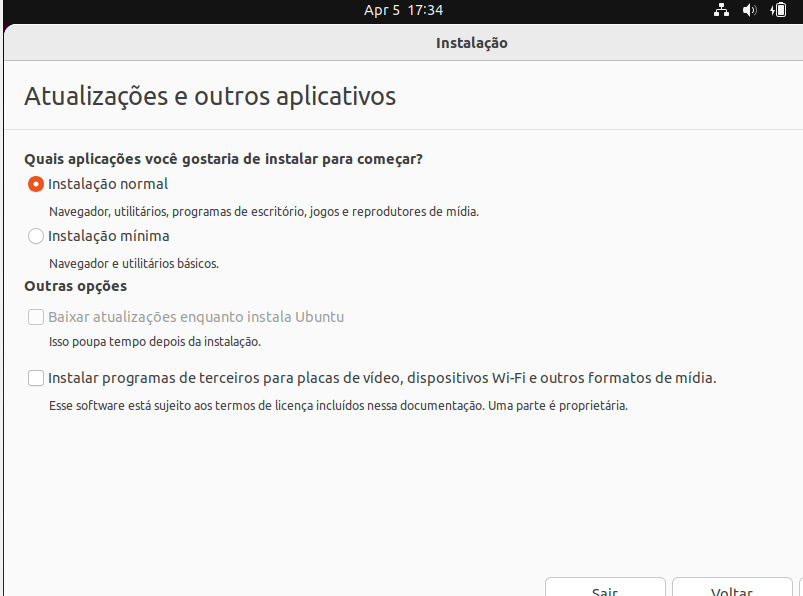 Apr 5 17:34
Instalação
Atualizações e outros aplicativos
Quais aplicações você gostaria de instalar para começar?
Instalação normal
Navegador, utilitários, programas de escritório, jogos e reprodutores de mídia.
Instalação mínima
Navegador e utilitários básicos.
Outras opções
Baixar atualizações enquanto instala Ubuntu
Isso poupa tempo depois da instalação.
Instalar programas de terceiros para placas de vídeo, dispositivos Wi-Fi e outros formatos de mídia.
Esse software está sujeito aos termos de licença incluídos nessa documentação. Uma parte é proprietária.
Sair Voltar